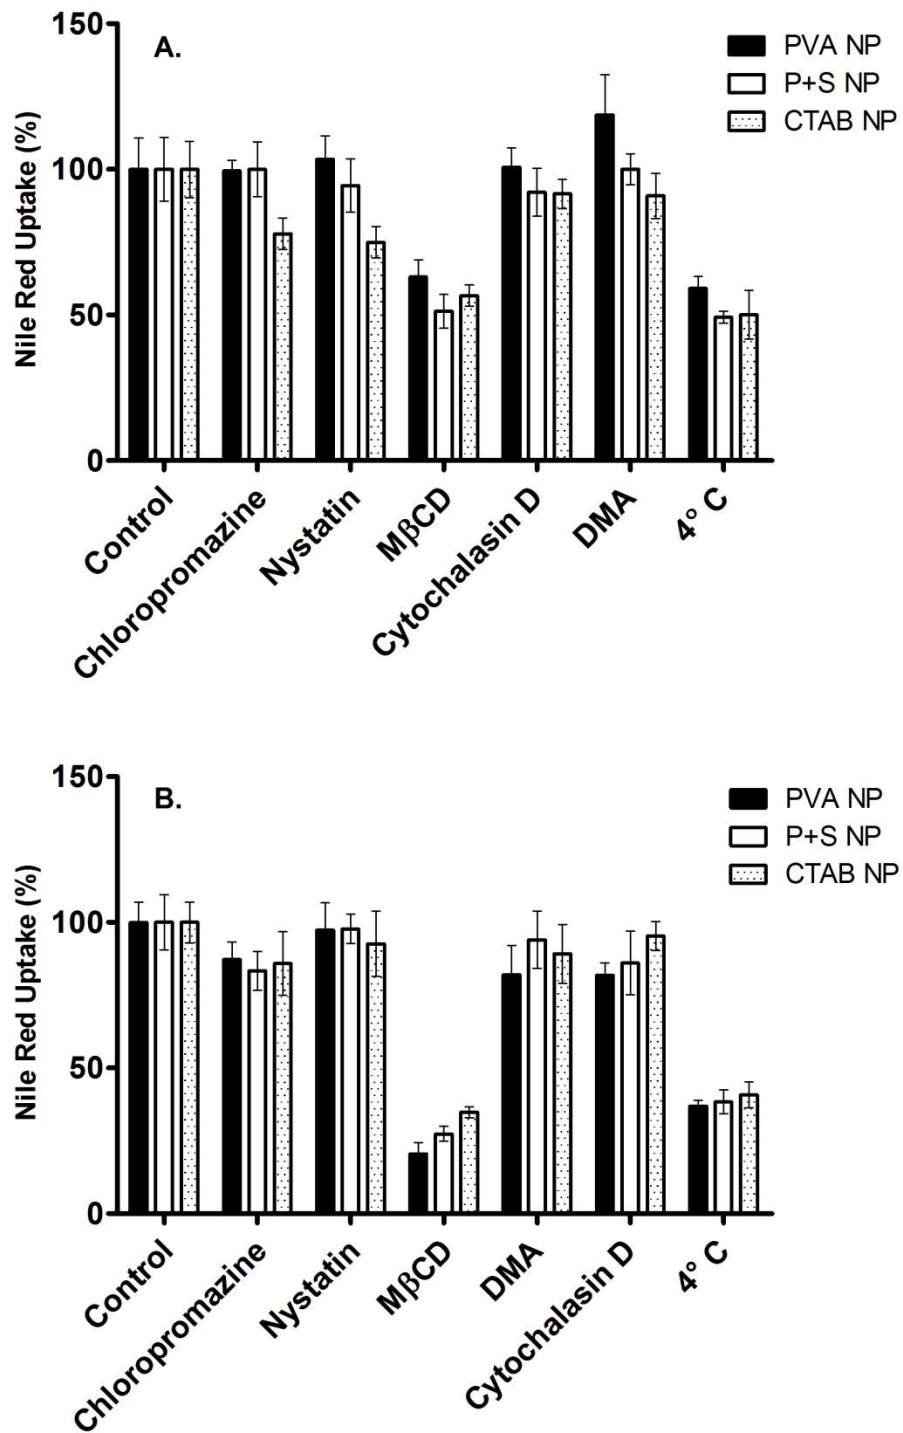 A.
PVA NP
P+S NP
CTAB NP
Nile Red Uptake (%)
150
100
50
0
Control
Chloropromazine
Nystatin
MβCD
Cytochalasin D
DMA
4° C
B.
PVA NP
P+S NP
CTAB NP
Nile Red Uptake (%)
150
100
50
0
Control
Chloropromazine
Nystatin
MβCD
DMA
Cytochalasin D
4° C